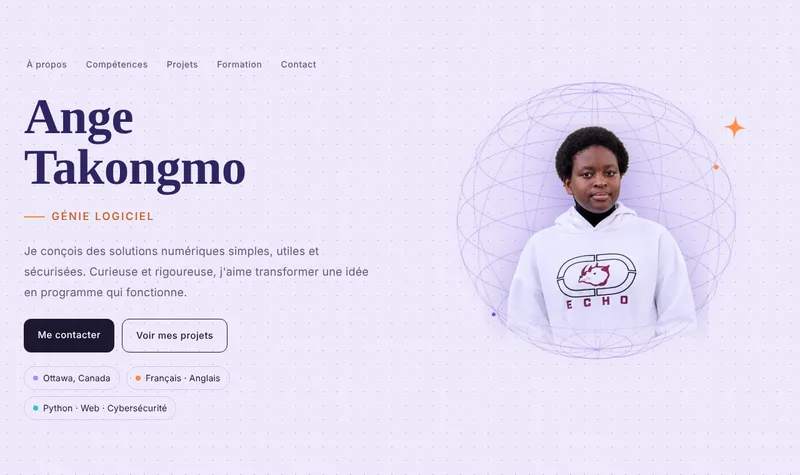 À propos Compétences Projets Formation Contact
Ange
Takongmo
GÉNIE LOGICIEL
Je conçois des solutions numériques simples, utiles et
sécurisées. Curieuse et rigoureuse, j'aime transformer une idée
en programme qui fonctionne.
Me contacter Voir mes projets
Ottawa, Canada Français · Anglais
Python · Web · Cybersécurité
ECHO